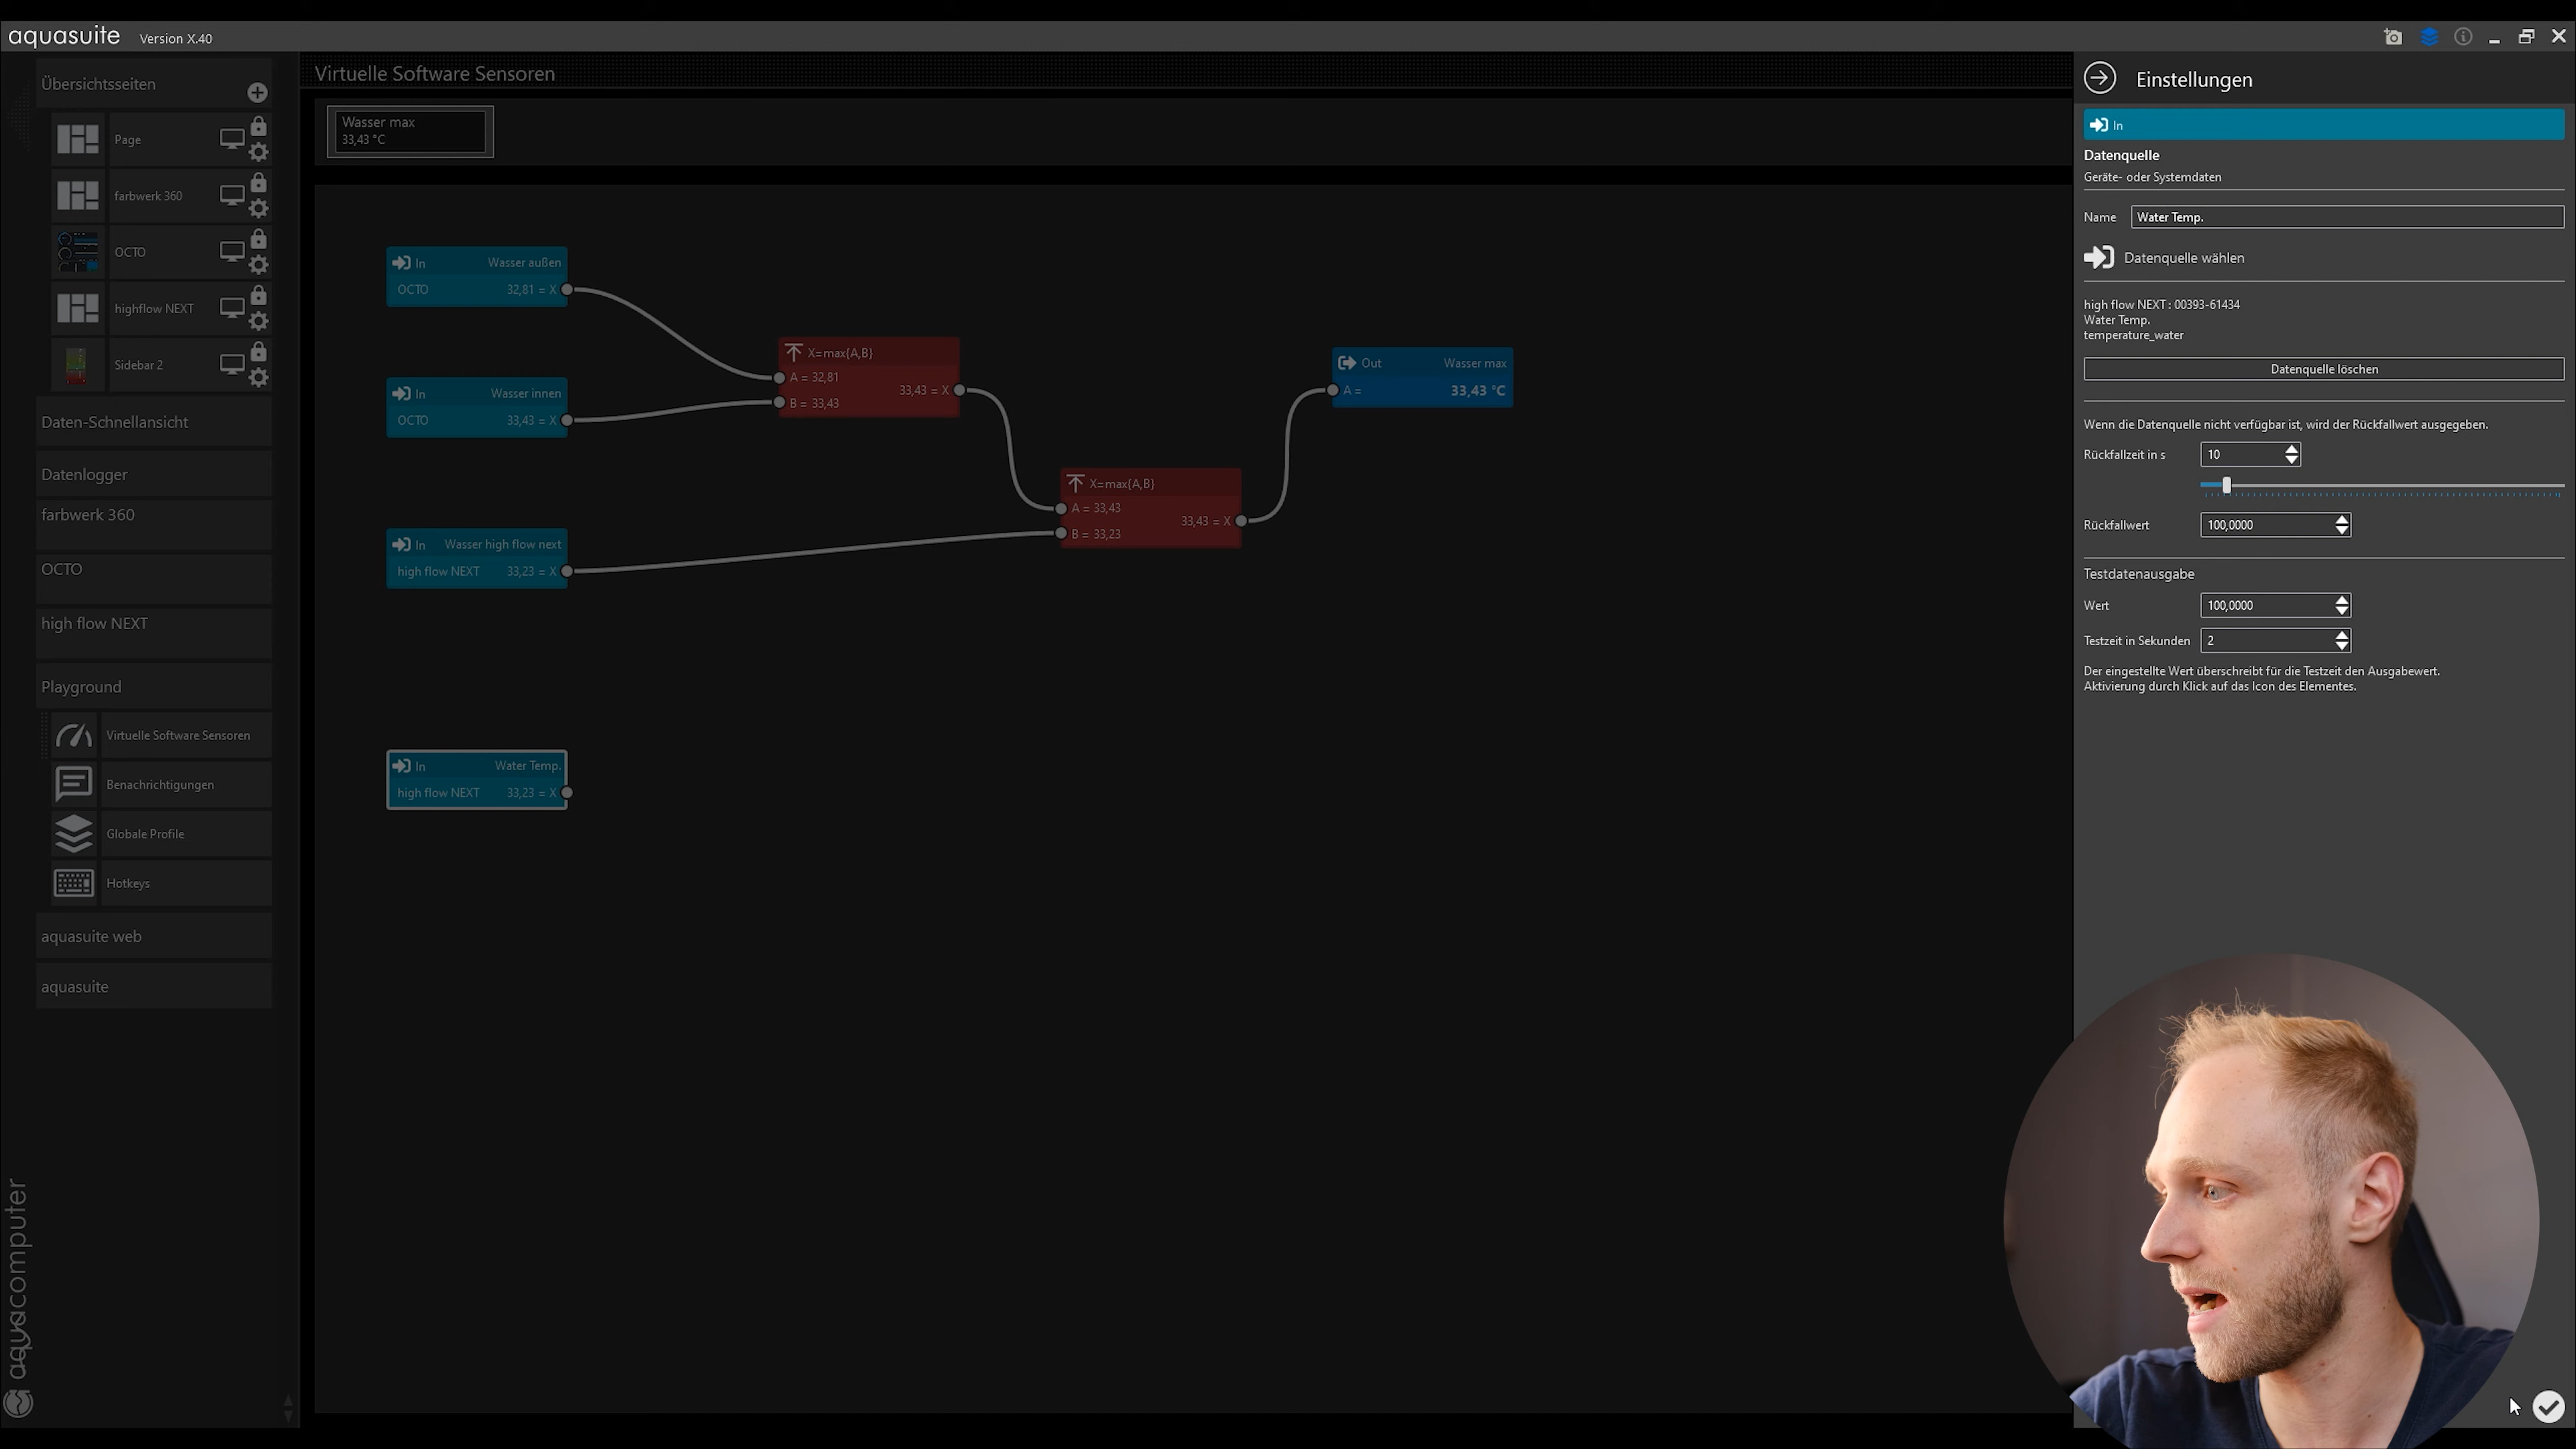 aquasuite Version X.40
Übersichtsseiten
Page
farbwerk 360
OCTO
highflow NEXT
Sidebar 2
Daten-Schnellansicht
Datenlogger
farbwerk 360
OCTO
high flow NEXT
Playground
Virtuelle Software Sensoren
Benachrichtigungen
Globale Profile
Hotkeys
aquasuite web
aquasuite
aquacomputer
Virtuelle Software Sensoren
Wasser max
33,43 °C
In Wasser außen
OCTO 32,81 = X
In Wasser innen
OCTO 33,43 = X
X=max(A,B)
A = 32,81
33,43 = X
B = 33,43
In Wasser high flow next
high flow NEXT 33,23 = X
X=max(A,B)
A = 33,43
33,43 = X
B = 33,23
Out Wasser max
A = 33,43 °C
In Water Temp.
high flow NEXT 33,23 = X
Einstellungen
In
Datenquelle
Geräte- oder Systemdaten
Name Water Temp.
Datenquelle wählen
high flow NEXT : 00393-61434
Water Temp.
temperature_water
Datenquelle löschen
Wenn die Datenquelle nicht verfügbar ist, wird der Rückfallwert ausgegeben.
Rückfallzeit in s 10
Rückfallwert 100,0000
Testdatenausgabe
Wert 100,0000
Testzeit in Sekunden 2
Der eingestellte Wert überschreibt für die Testzeit den Ausgabewert.
Aktivierung durch Klick auf das Icon des Elementes.